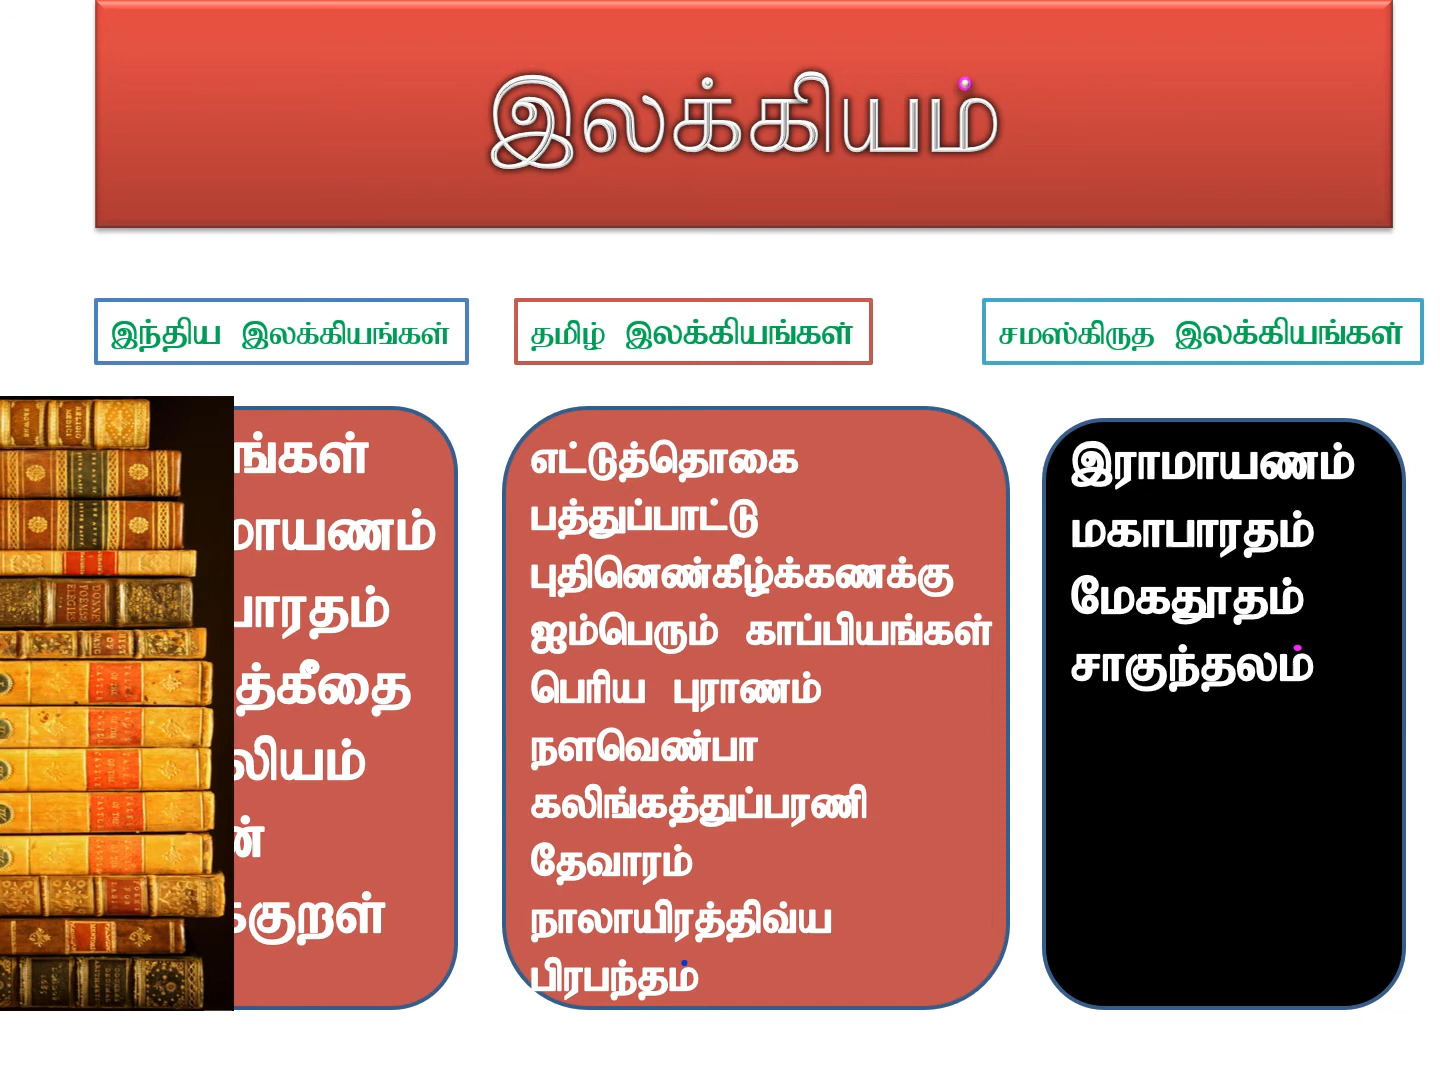 இலக்கியம்
இந்திய இலக்கியங்கள்
தமிழ் இலக்கியங்கள்
சமஸ்கிருத இலக்கியங்கள்
ங்கள்
மாயணம்
பாரதம்
த்கீதை
லியம்
ன்
க்குறள்
எட்டுத்தொகை
பத்துப்பாட்டு
புதினெண்கீழ்க்கணக்கு
ஐம்பெரும் காப்பியங்கள்
பெரிய புராணம்
நளவெண்பா
கலிங்கத்துப்பரணி
தேவாரம்
நாலாயிரத்திவ்ய
பிரபந்தம்
இராமாயணம்
மகாபாரதம்
மேகதூதம்
சாகுந்தலம்